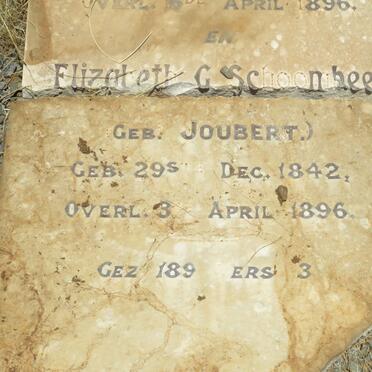 OVERL. APRIL 1896.
EN
Elizabeth G. Schoonbee
GEB. JOUBERT.)
GEB. 29S DEC. 1842,
OVERL. 3 APRIL 1896.
GEZ 189 ERS 3